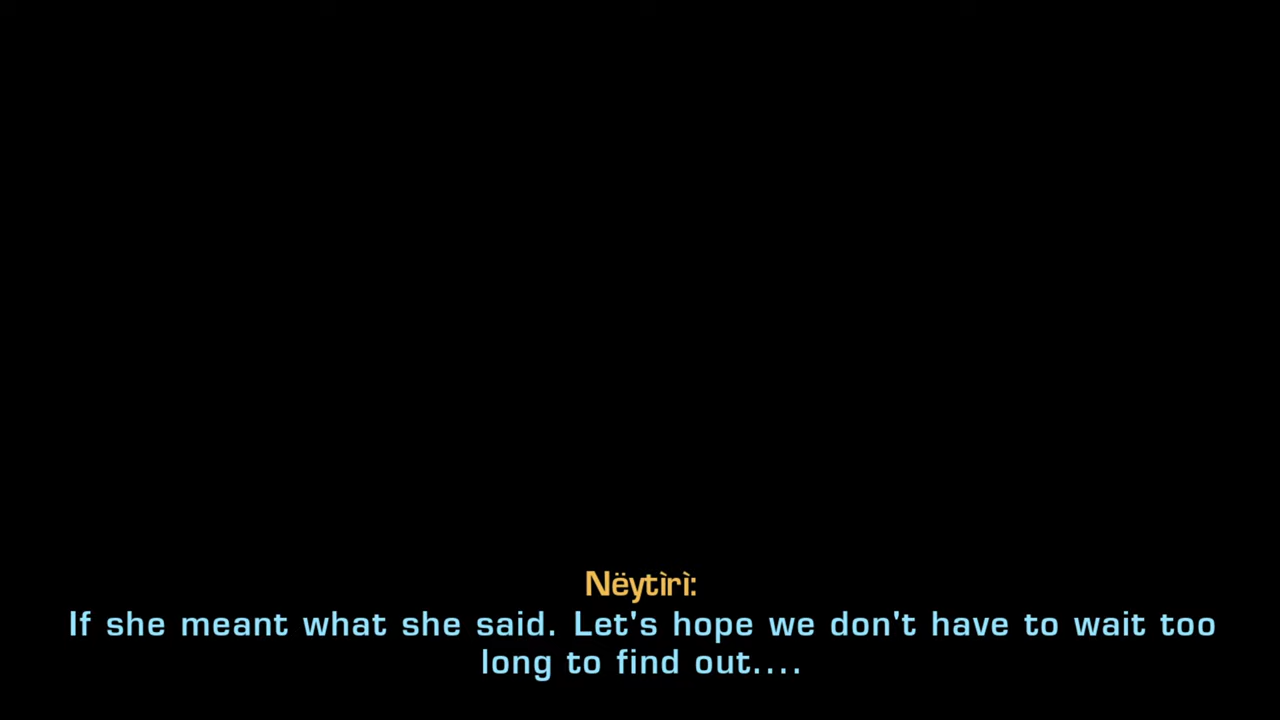 Nëytìrì:
If she meant what she said. Let's hope we don't have to wait too
long to find out....